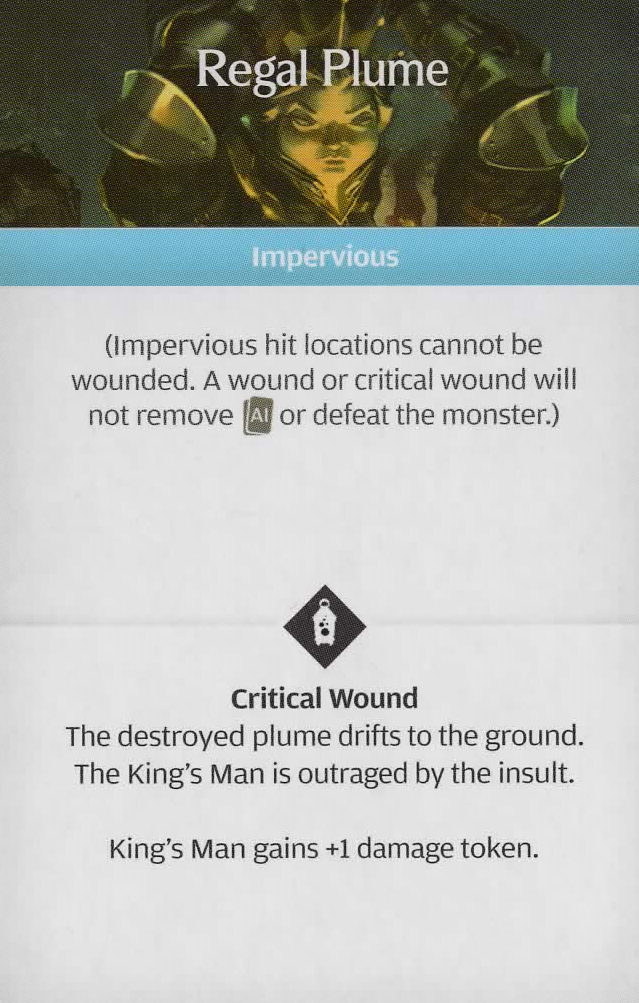 Regal Plume
Impervious
(Impervious hit locations cannot be
wounded. A wound or critical wound will
not remove AI or defeat the monster.)
Critical Wound
The destroyed plume drifts to the ground.
The King's Man is outraged by the insult.
King's Man gains +1 damage token.